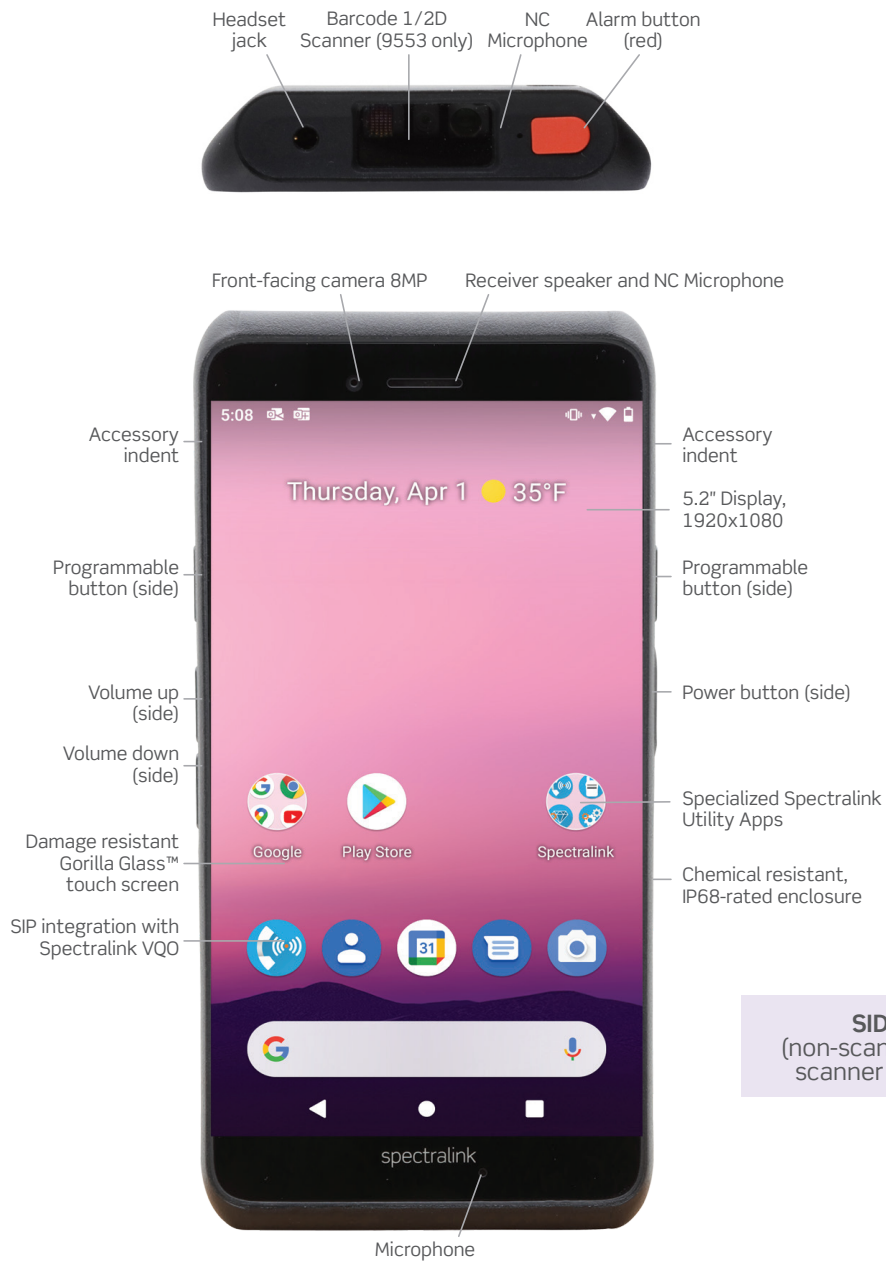 Headset
jack
Barcode 1/2D
Scanner (9553 only)
NC
Microphone
Alarm button
(red)
Front-facing camera 8MP
Receiver speaker and NC Microphone
5:08
Thursday, Apr 1 35°F
Accessory
indent
Accessory
indent
5.2" Display,
1920x1080
Programmable
button (side)
Programmable
button (side)
Volume up
(side)
Power button (side)
Volume down
(side)
Specialized Spectralink
Utility Apps
Google
Play Store
Spectralink
Damage resistant
Gorilla Glass™
touch screen
Chemical resistant,
IP68-rated enclosure
SIP integration with
Spectralink VQO
31
SID
(non-scan
scanner
spectralink
Microphone